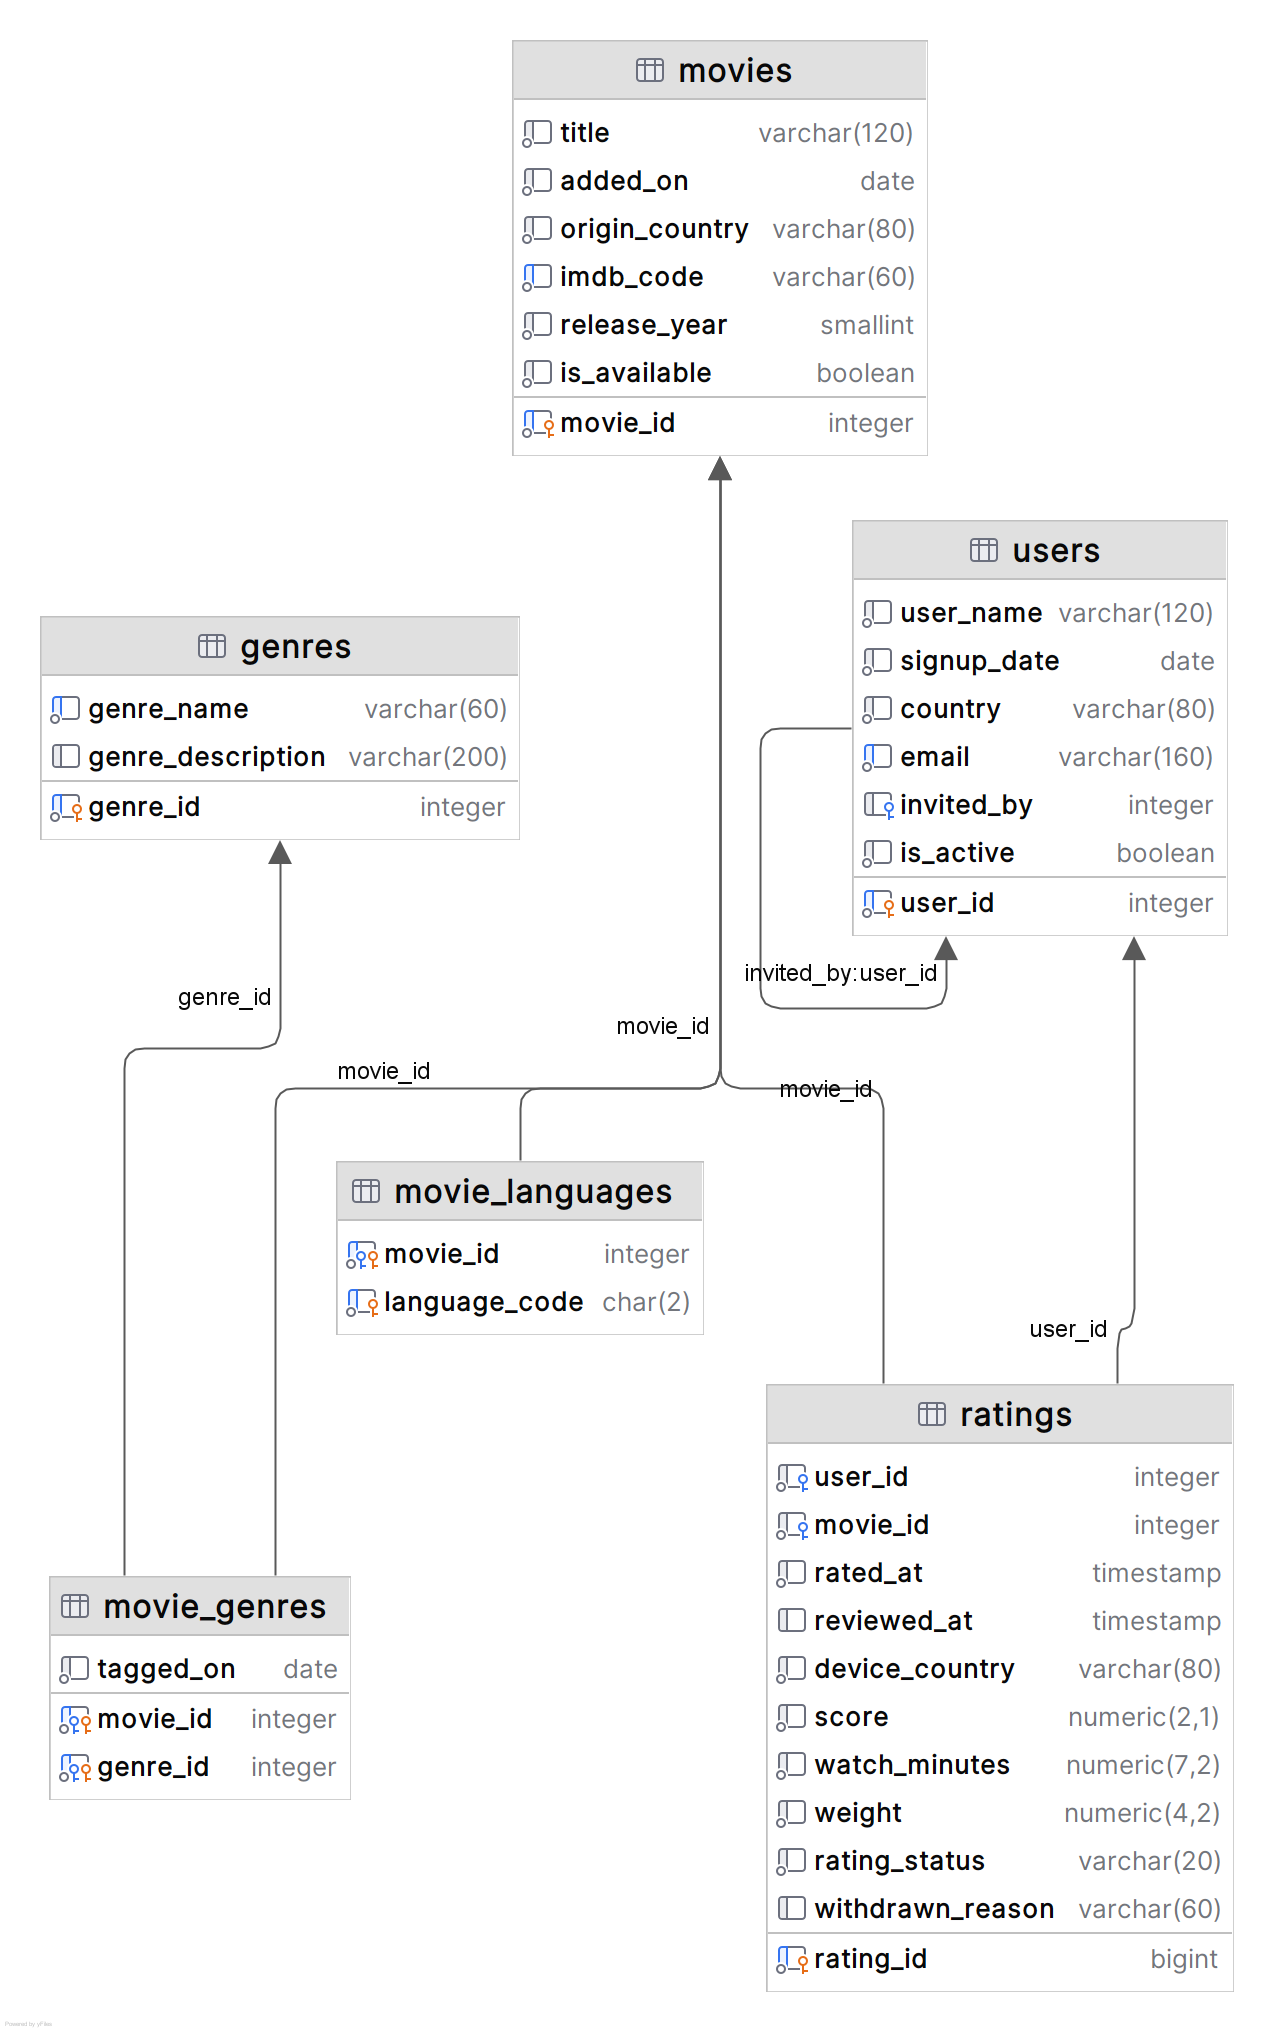 movies
title varchar(120)
added_on date
origin_country varchar(80)
imdb_code varchar(60)
release_year smallint
is_available boolean
movie_id integer
users
user_name varchar(120)
signup_date date
country varchar(80)
email varchar(160)
invited_by integer
is_active boolean
user_id integer
genres
genre_name varchar(60)
genre_description varchar(200)
genre_id integer
invited_by:user_id
genre_id
movie_id
movie_id
movie_id
movie_languages
movie_id integer
language_code char(2)
user_id
ratings
user_id integer
movie_id integer
rated_at timestamp
reviewed_at timestamp
device_country varchar(80)
score numeric(2,1)
watch_minutes numeric(7,2)
weight numeric(4,2)
rating_status varchar(20)
withdrawn_reason varchar(60)
rating_id bigint
movie_genres
tagged_on date
movie_id integer
genre_id integer
Powered by yFiles